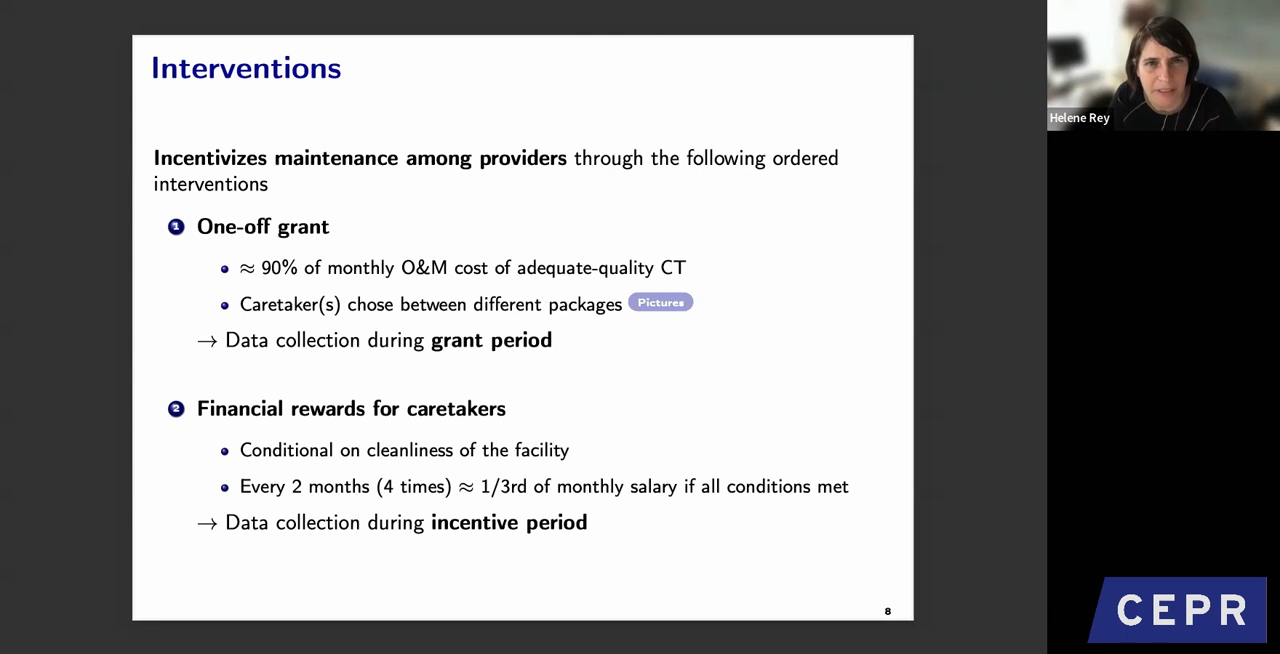 Interventions
Incentivizes maintenance among providers through the following ordered
interventions
1 One-off grant
≈ 90% of monthly O&M cost of adequate-quality CT
Caretaker(s) chose between different packages Pictures
→ Data collection during grant period
2 Financial rewards for caretakers
Conditional on cleanliness of the facility
Every 2 months (4 times) ≈ 1/3rd of monthly salary if all conditions met
→ Data collection during incentive period
8
Helene Rey
CEPR